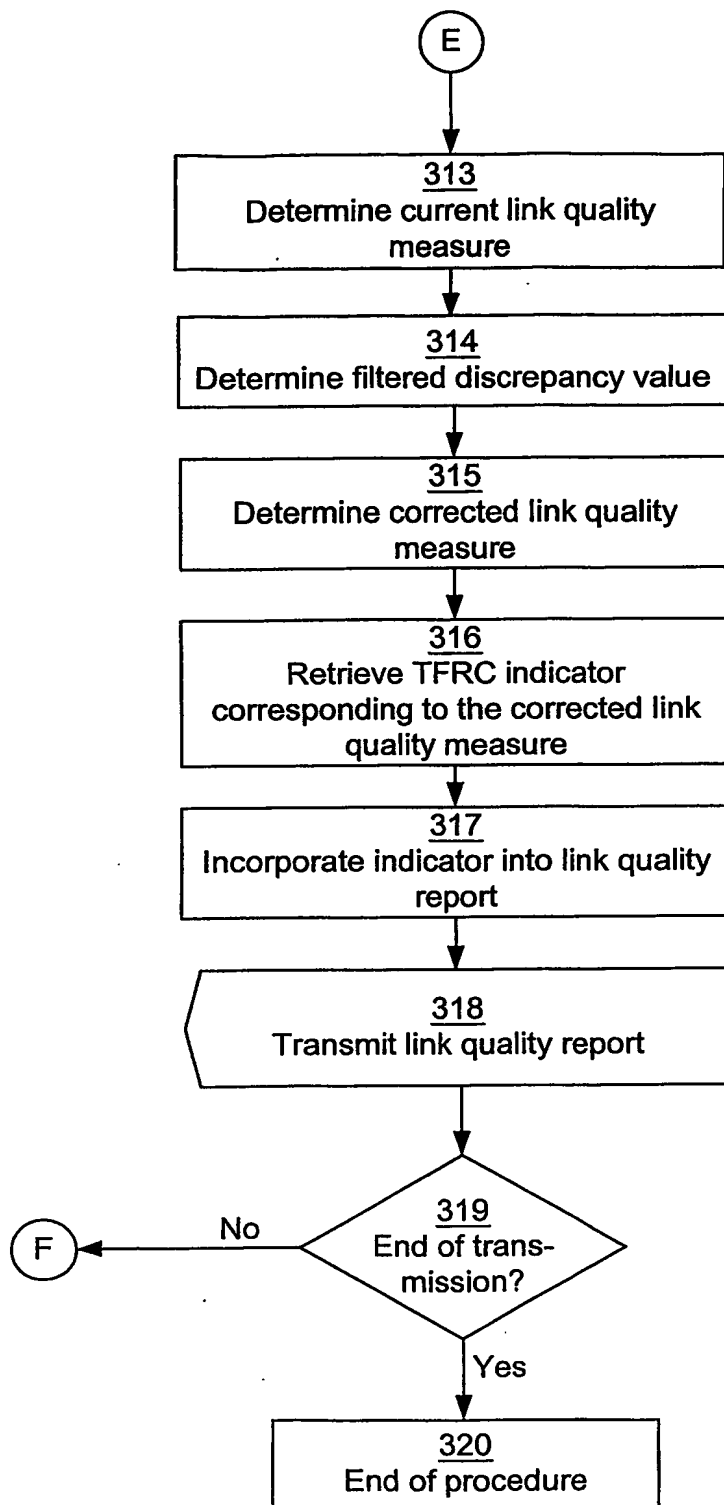 E
313
Determine current link quality
measure
314
Determine filtered discrepancy value
315
Determine corrected link quality
measure
316
Retrieve TFRC indicator
corresponding to the corrected link
quality measure
317
Incorporate indicator into link quality
report
318
Transmit link quality report
319
End of trans-
mission?
No
F
Yes
320
End of procedure